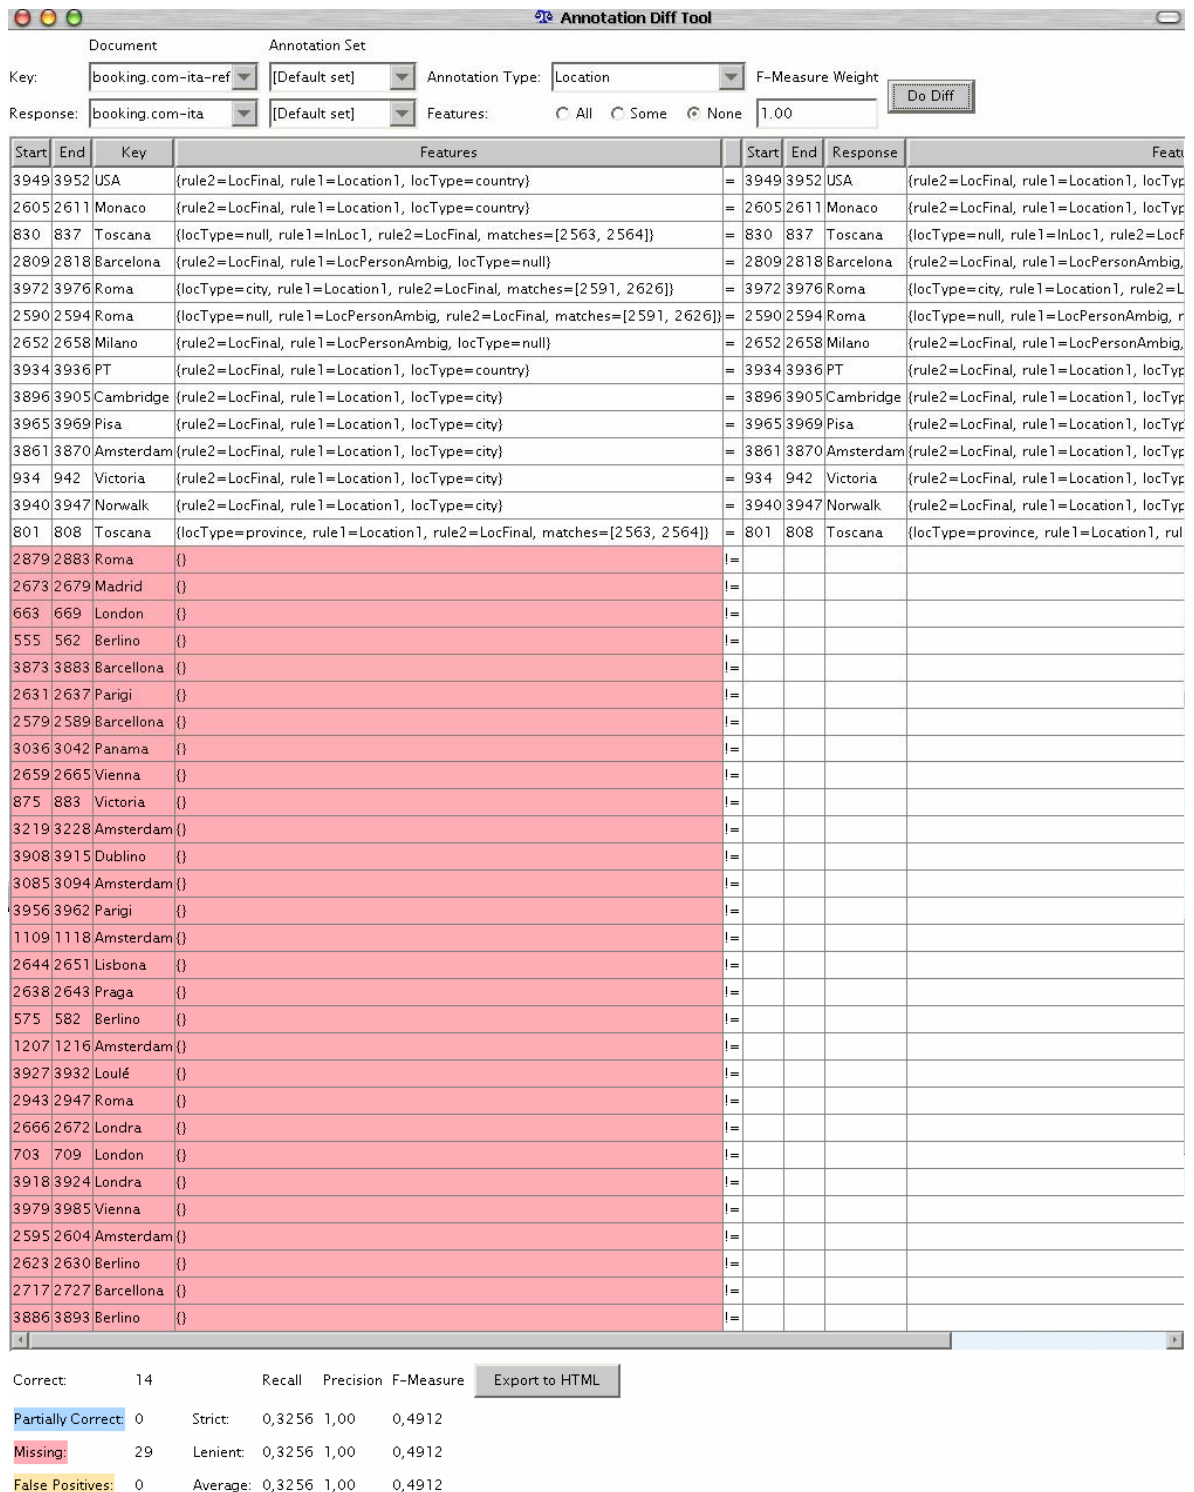 Annotation Diff Tool
Document Annotation Set
Key: booking.com-ita-ref [Default set] Annotation Type: Location F-Measure Weight
Response: booking.com-ita [Default set] Features: All Some None 1.00 Do Diff
Start End Key Features Start End Response Featu
3949 3952 USA {rule2=LocFinal, rule1=Location1, locType=country} = 3949 3952 USA {rule2=LocFinal, rule1=Location1, locTyp
2605 2611 Monaco {rule2=LocFinal, rule1=Location1, locType=country} = 2605 2611 Monaco {rule2=LocFinal, rule1=Location1, locTyp
830 837 Toscana {locType=null, rule1=InLoc1, rule2=LocFinal, matches=[2563, 2564]} = 830 837 Toscana {locType=null, rule1=InLoc1, rule2=LocF
2809 2818 Barcelona {rule2=LocFinal, rule1=LocPersonAmbig, locType=null} = 2809 2818 Barcelona {rule2=LocFinal, rule1=LocPersonAmbig,
3972 3976 Roma {locType=city, rule1=Location1, rule2=LocFinal, matches=[2591, 2626]} = 3972 3976 Roma {locType=city, rule1=Location1, rule2=L
2590 2594 Roma {locType=null, rule1=LocPersonAmbig, rule2=LocFinal, matches=[2591, 2626]} = 2590 2594 Roma {locType=null, rule1=LocPersonAmbig, r
2652 2658 Milano {rule2=LocFinal, rule1=LocPersonAmbig, locType=null} = 2652 2658 Milano {rule2=LocFinal, rule1=LocPersonAmbig,
3934 3936 PT {rule2=LocFinal, rule1=Location1, locType=country} = 3934 3936 PT {rule2=LocFinal, rule1=Location1, locTyp
3896 3905 Cambridge {rule2=LocFinal, rule1=Location1, locType=city} = 3896 3905 Cambridge {rule2=LocFinal, rule1=Location1, locTyp
3965 3969 Pisa {rule2=LocFinal, rule1=Location1, locType=city} = 3965 3969 Pisa {rule2=LocFinal, rule1=Location1, locTyp
3861 3870 Amsterdam {rule2=LocFinal, rule1=Location1, locType=city} = 3861 3870 Amsterdam {rule2=LocFinal, rule1=Location1, locTyp
934 942 Victoria {rule2=LocFinal, rule1=Location1, locType=city} = 934 942 Victoria {rule2=LocFinal, rule1=Location1, locTyp
3940 3947 Norwalk {rule2=LocFinal, rule1=Location1, locType=city} = 3940 3947 Norwalk {rule2=LocFinal, rule1=Location1, locTyp
801 808 Toscana {locType=province, rule1=Location1, rule2=LocFinal, matches=[2563, 2564]} = 801 808 Toscana {locType=province, rule1=Location1, rul
2879 2883 Roma {} !=
2673 2679 Madrid {} !=
663 669 London {} !=
555 562 Berlino {} !=
3873 3883 Barcellona {} !=
2631 2637 Parigi {} !=
2579 2589 Barcellona {} !=
3036 3042 Panama {} !=
2659 2665 Vienna {} !=
875 883 Victoria {} !=
3219 3228 Amsterdam {} !=
3908 3915 Dublino {} !=
3085 3094 Amsterdam {} !=
3956 3962 Parigi {} !=
1109 1118 Amsterdam {} !=
2644 2651 Lisbona {} !=
2638 2643 Praga {} !=
575 582 Berlino {} !=
1207 1216 Amsterdam {} !=
3927 3932 Loulé {} !=
2943 2947 Roma {} !=
2666 2672 Londra {} !=
703 709 London {} !=
3918 3924 Londra {} !=
3979 3985 Vienna {} !=
2595 2604 Amsterdam {} !=
2623 2630 Berlino {} !=
2717 2727 Barcellona {} !=
3886 3893 Berlino {} !=
Correct: 14 Recall Precision F-Measure Export to HTML
Partially Correct: 0 Strict: 0,3256 1,00 0,4912
Missing: 29 Lenient: 0,3256 1,00 0,4912
False Positives: 0 Average: 0,3256 1,00 0,4912